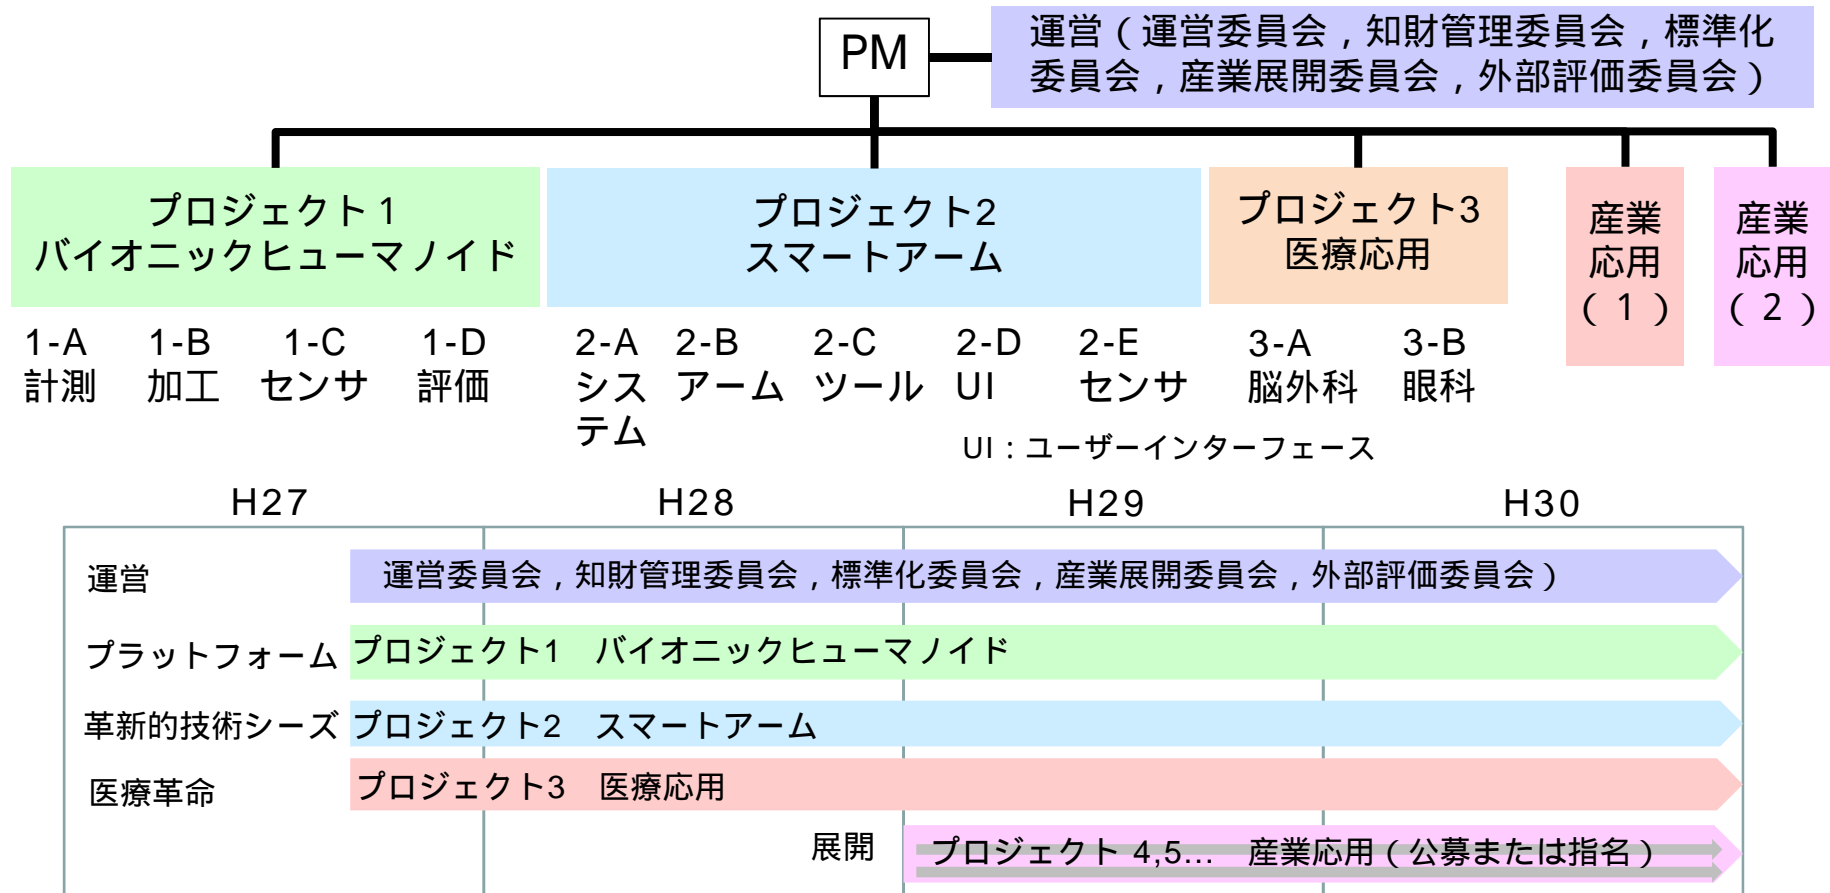 PM
運営（運営委員会，知財管理委員会，標準化
委員会，産業展開委員会，外部評価委員会）
プロジェクト１
バイオニックヒューマノイド
プロジェクト2
スマートアーム
プロジェクト3
医療応用
産業
応用
（１）
産業
応用
（２）
1-A
計測
1-B
加工
1-C
センサ
1-D
評価
2-A
シス
テム
2-B
アーム
2-C
ツール
2-D
UI
2-E
センサ
3-A
脳外科
3-B
眼科
UI：ユーザーインターフェース
H27 H28 H29 H30
運営 運営委員会，知財管理委員会，標準化委員会，産業展開委員会，外部評価委員会）
プラットフォーム プロジェクト1　バイオニックヒューマノイド
革新的技術シーズ プロジェクト2　スマートアーム
医療革命 プロジェクト3　医療応用
展開 プロジェクト 4,5...　産業応用（公募または指名）